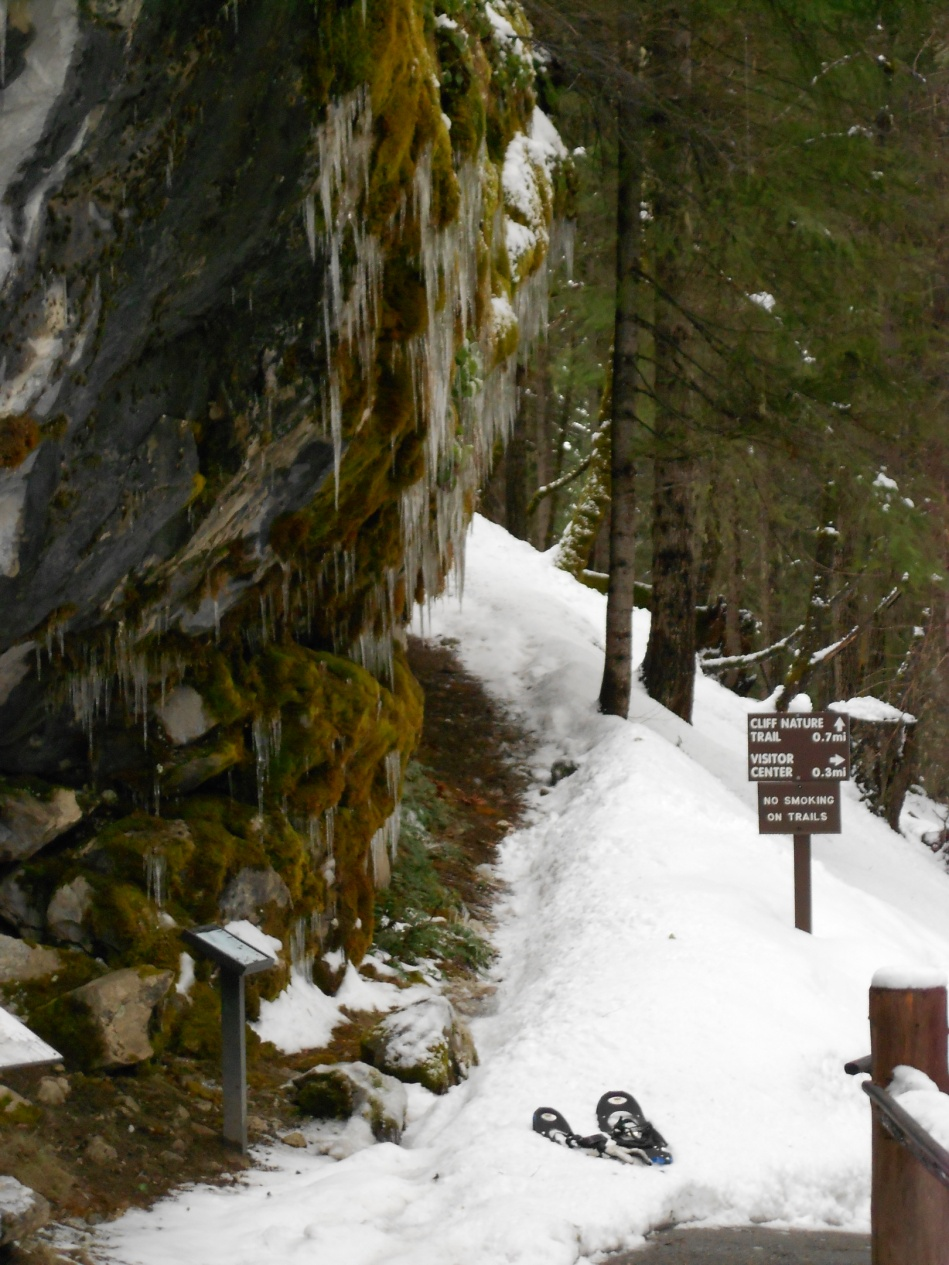 CLIFF NATURE ↑
TRAIL 0.7mi
VISITOR →
CENTER 0.3mi
NO SMOKING
ON TRAILS